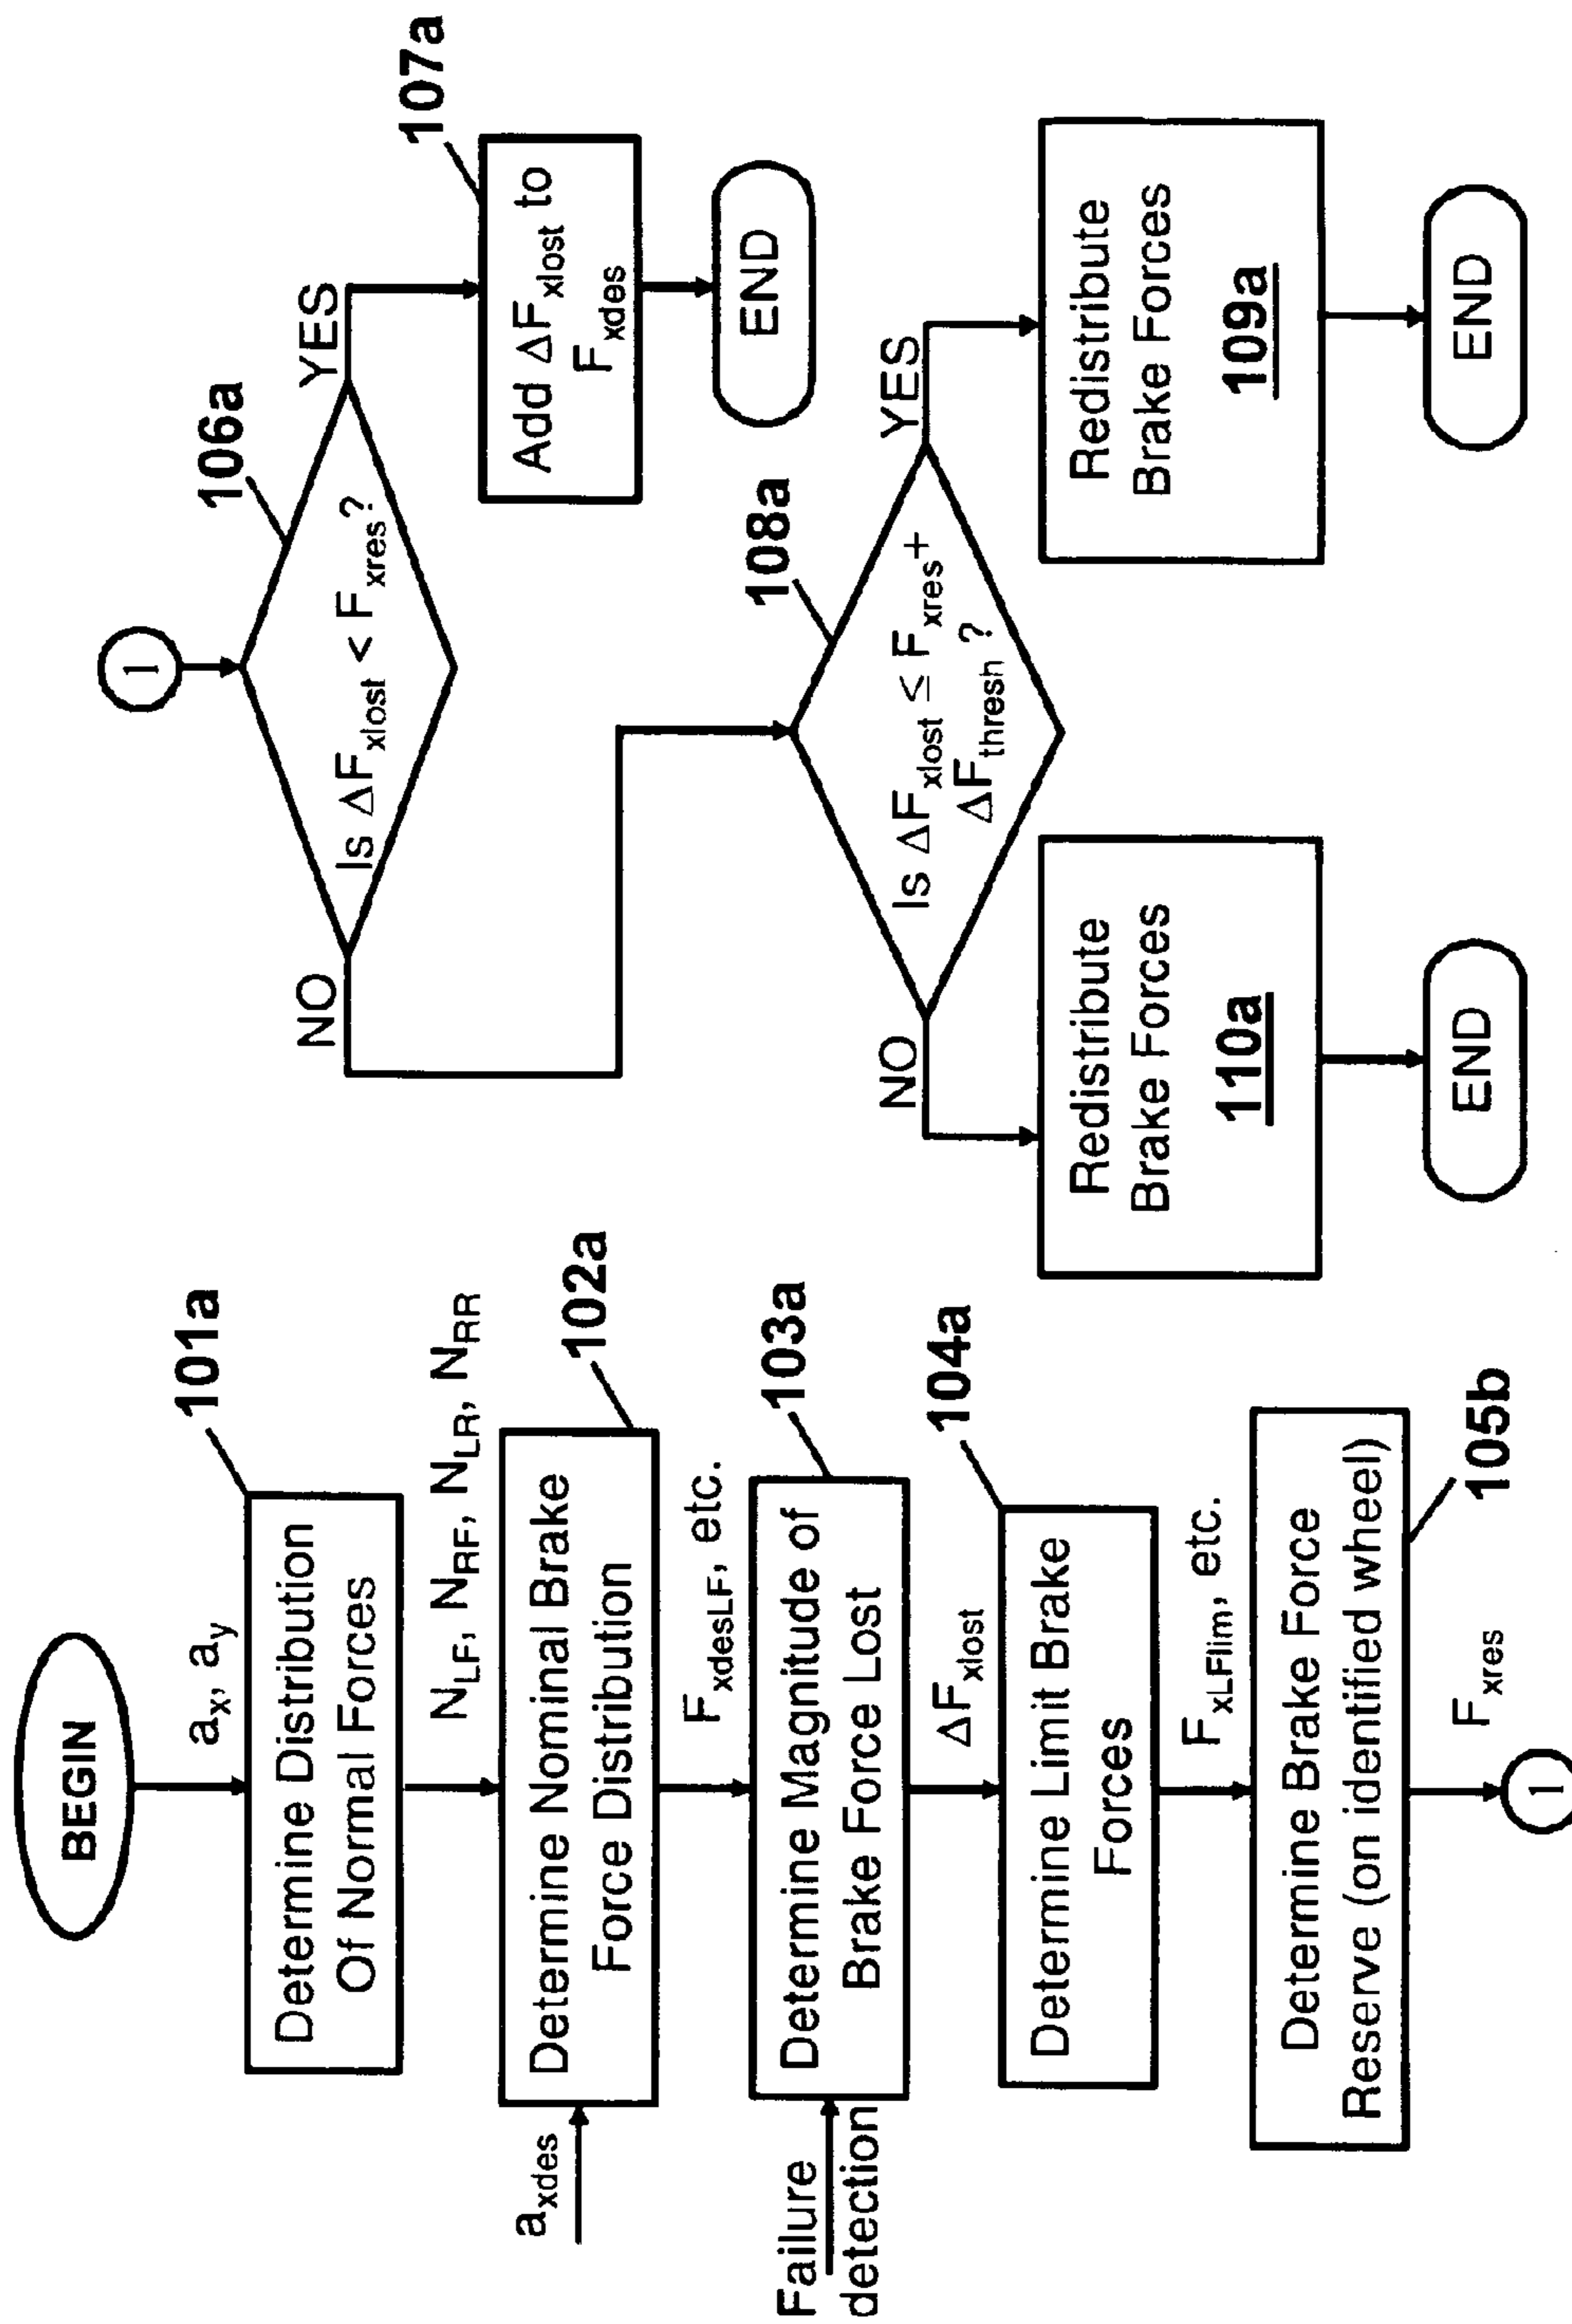 BEGIN
a_x, a_y
101a
Determine Distribution
Of Normal Forces
N_LF, N_RF, N_LR, N_RR
102a
a_xdes
Determine Nominal Brake
Force Distribution
F_xdesLF, etc.
103a
Failure
detection
Determine Magnitude of
Brake Force Lost
ΔF_xlost
104a
Determine Limit Brake
Forces
F_xLFlim, etc.
Determine Brake Force
Reserve (on identified wheel)
105b
F_xres
1
1
106a
Is ΔF_xlost < F_xres?
NO
YES
107a
Add ΔF_xlost to
F_xdes
END
108a
Is ΔF_xlost ≤ F_xres+
ΔF_thresh ?
NO
YES
Redistribute
Brake Forces
110a
END
Redistribute
Brake Forces
109a
END